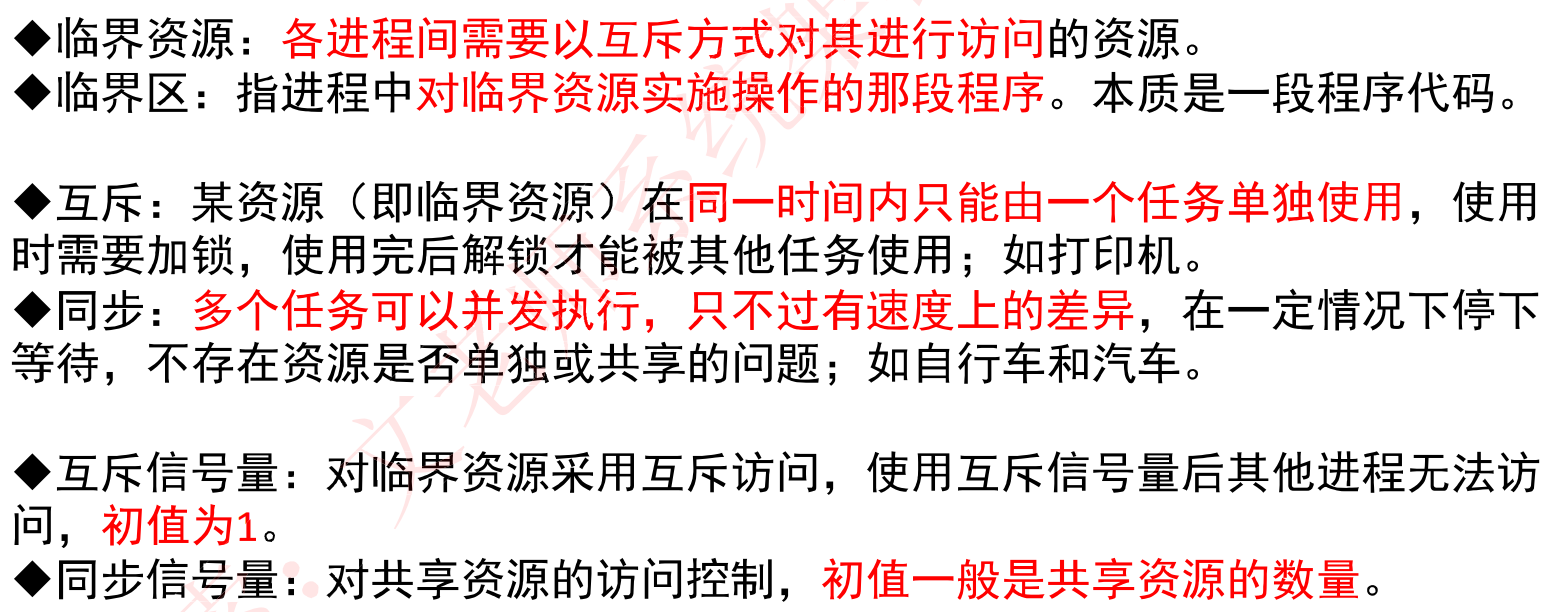 ◆临界资源：各进程间需要以互斥方式对其进行访问的资源。
◆临界区：指进程中对临界资源实施操作的那段程序。本质是一段程序代码。
◆互斥：某资源（即临界资源）在同一时间内只能由一个任务单独使用，使用
时需要加锁，使用完后解锁才能被其他任务使用；如打印机。
◆同步：多个任务可以并发执行，只不过有速度上的差异，在一定情况下停下
等待，不存在资源是否单独或共享的问题；如自行车和汽车。
◆互斥信号量：对临界资源采用互斥访问，使用互斥信号量后其他进程无法访
问，初值为1。
◆同步信号量：对共享资源的访问控制，初值一般是共享资源的数量。
文老师系统架